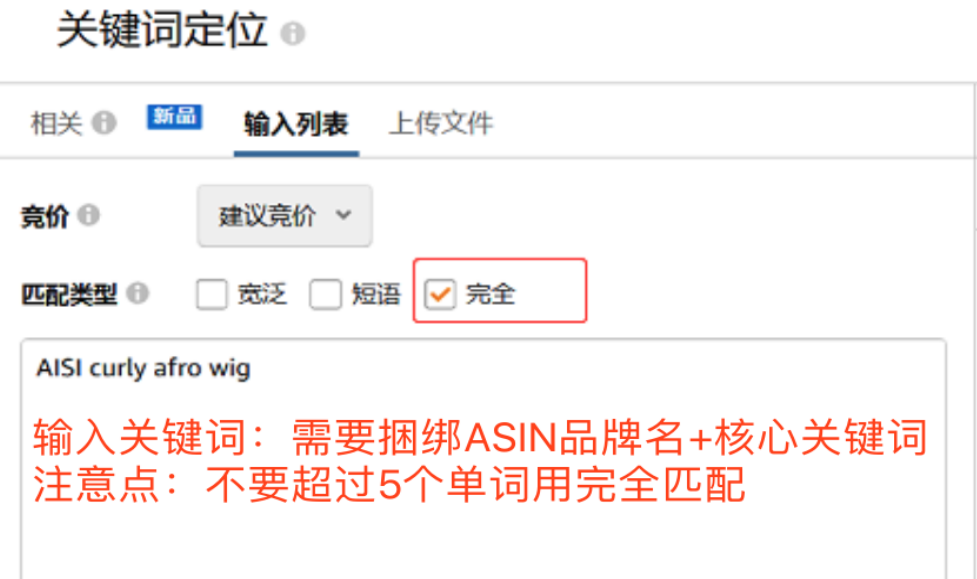 关键词定位
相关 新品 输入列表 上传文件
竞价 建议竞价
匹配类型 宽泛 短语 完全
AISI curly afro wig
输入关键词：需要捆绑ASIN品牌名+核心关键词
注意点：不要超过5个单词用完全匹配